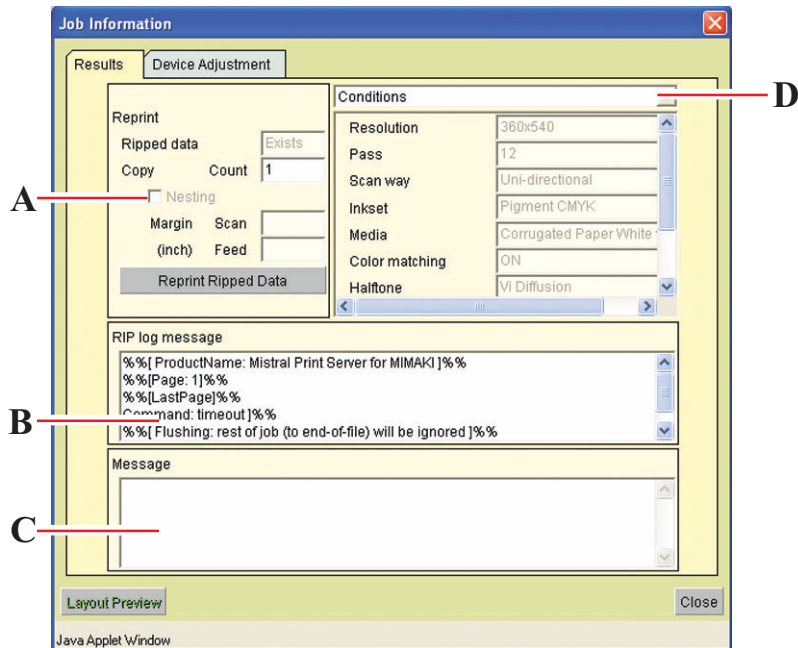 Job Information
Results Device Adjustment
Reprint
Ripped data Exists
Copy Count 1
Nesting
Margin Scan
(inch) Feed
Reprint Ripped Data
Conditions
Resolution 360x540
Pass 12
Scan way Uni-directional
Inkset Pigment CMYK
Media Corrugated Paper White
Color matching ON
Halftone Vi Diffusion
RIP log message
%%[ ProductName: Mistral Print Server for MIMAKI ]%%
%%[Page: 1]%%
%%[LastPage]%%
Command: timeout ]%%
%%[ Flushing: rest of job (to end-of-file) will be ignored ]%%
Message
Layout Preview Close
Java Applet Window
A
B
C
D